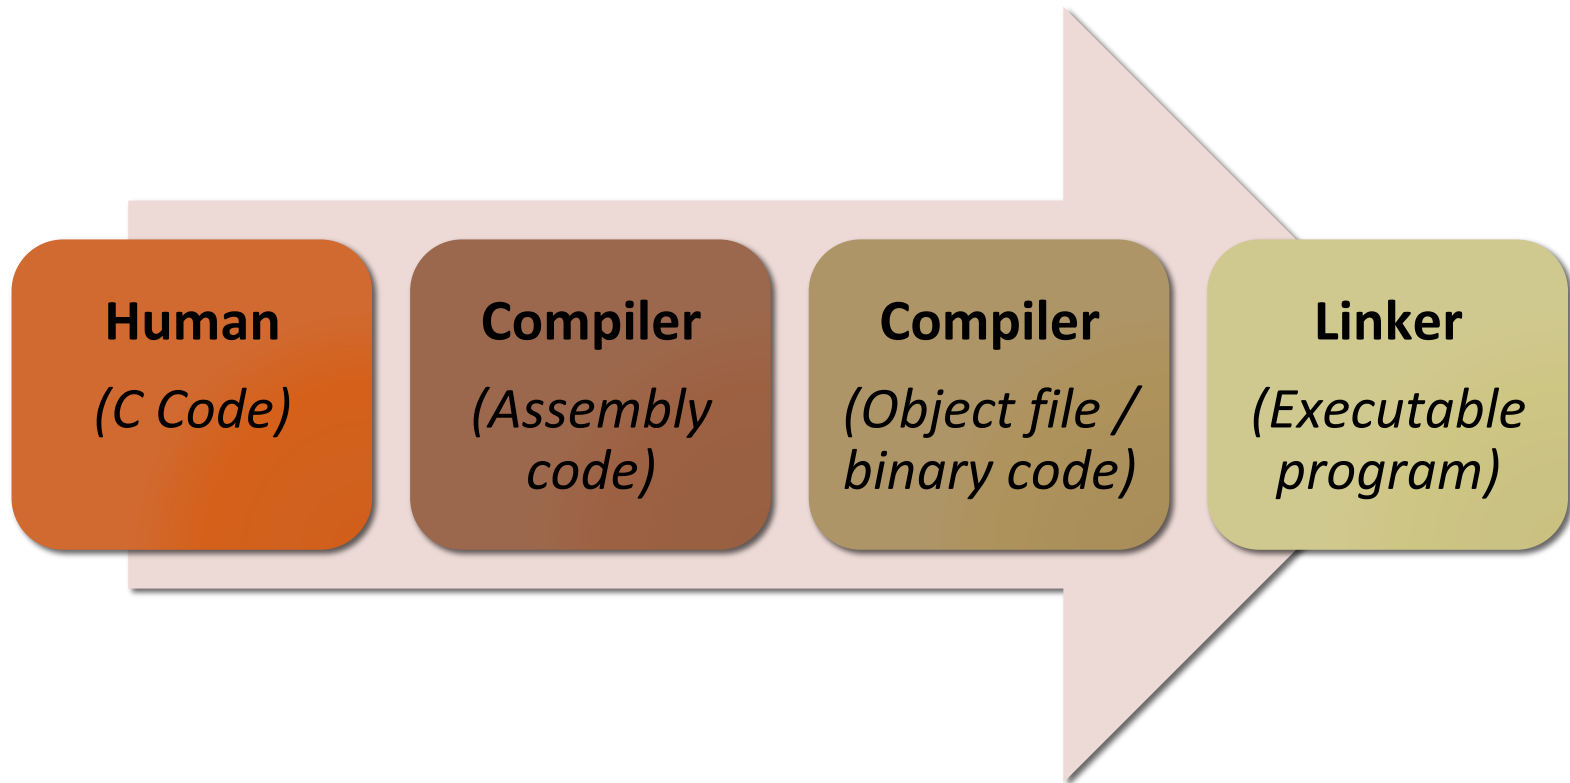 Human
(C Code)
Compiler
(Assembly
code)
Compiler
(Object file /
binary code)
Linker
(Executable
program)